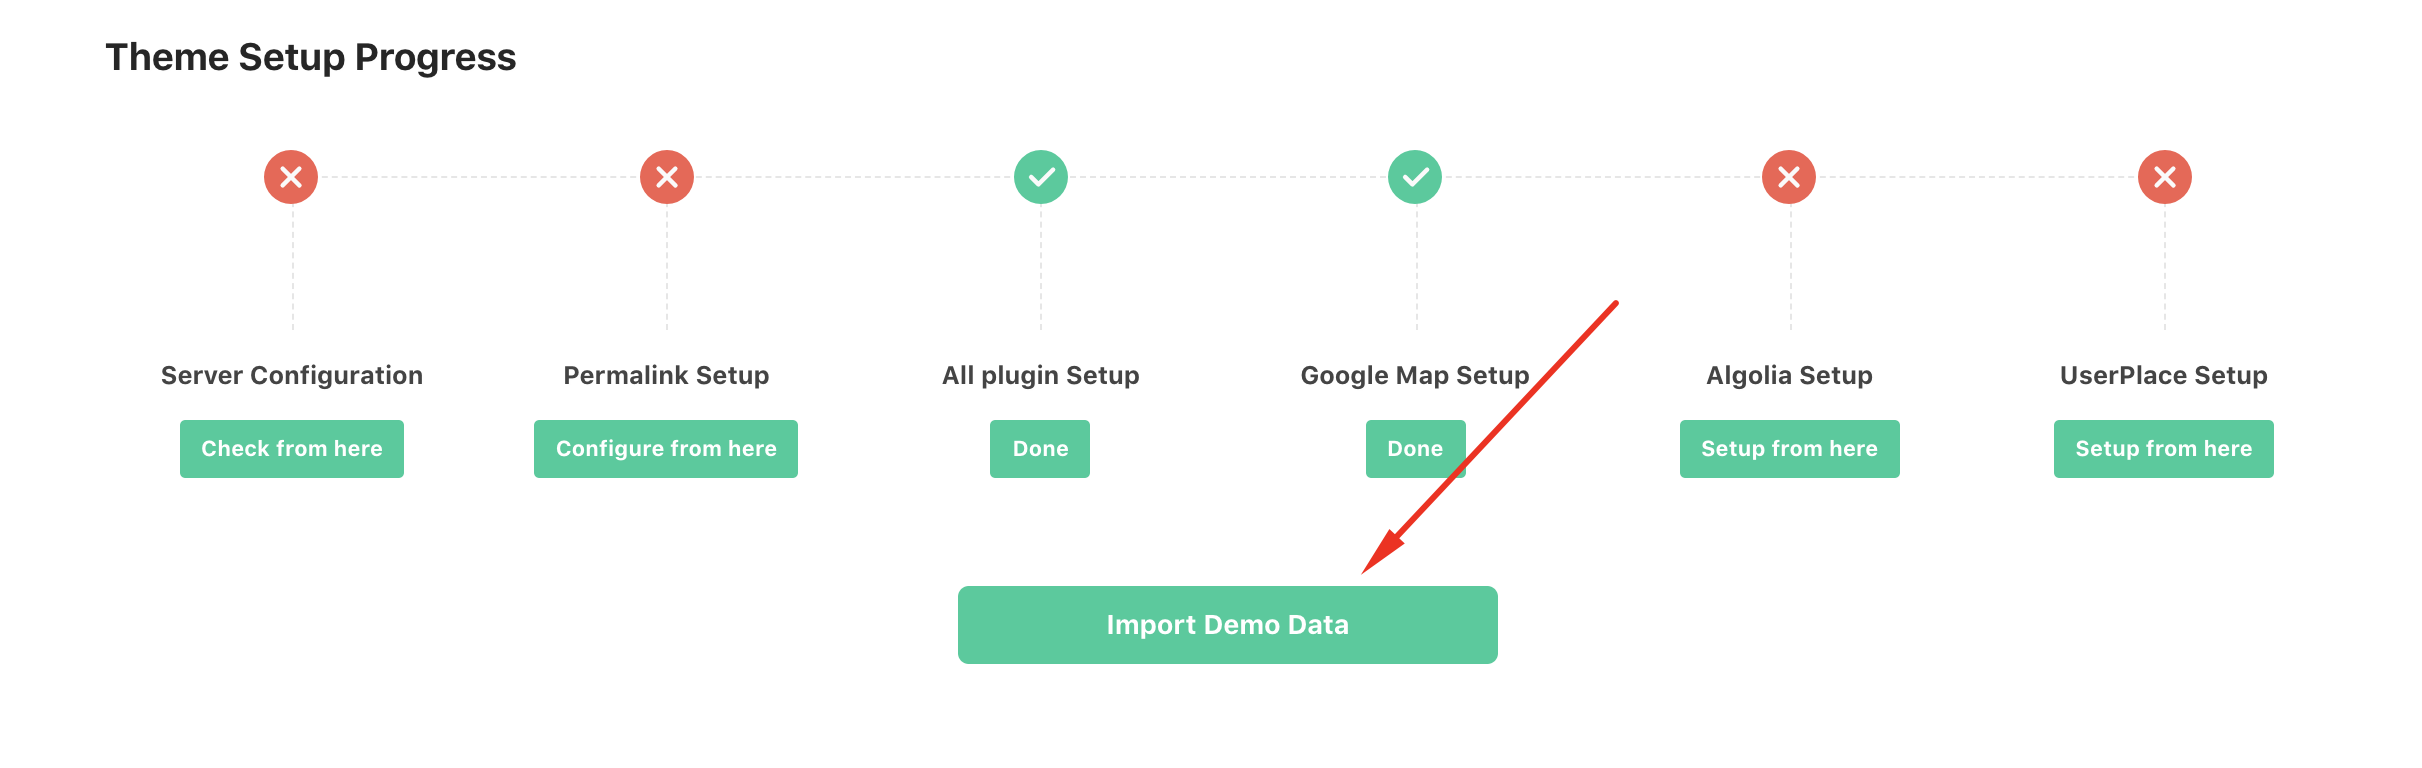 Theme Setup Progress
Server Configuration
Permalink Setup
All plugin Setup
Google Map Setup
Algolia Setup
UserPlace Setup
Check from here
Configure from here
Done
Done
Setup from here
Setup from here
Import Demo Data